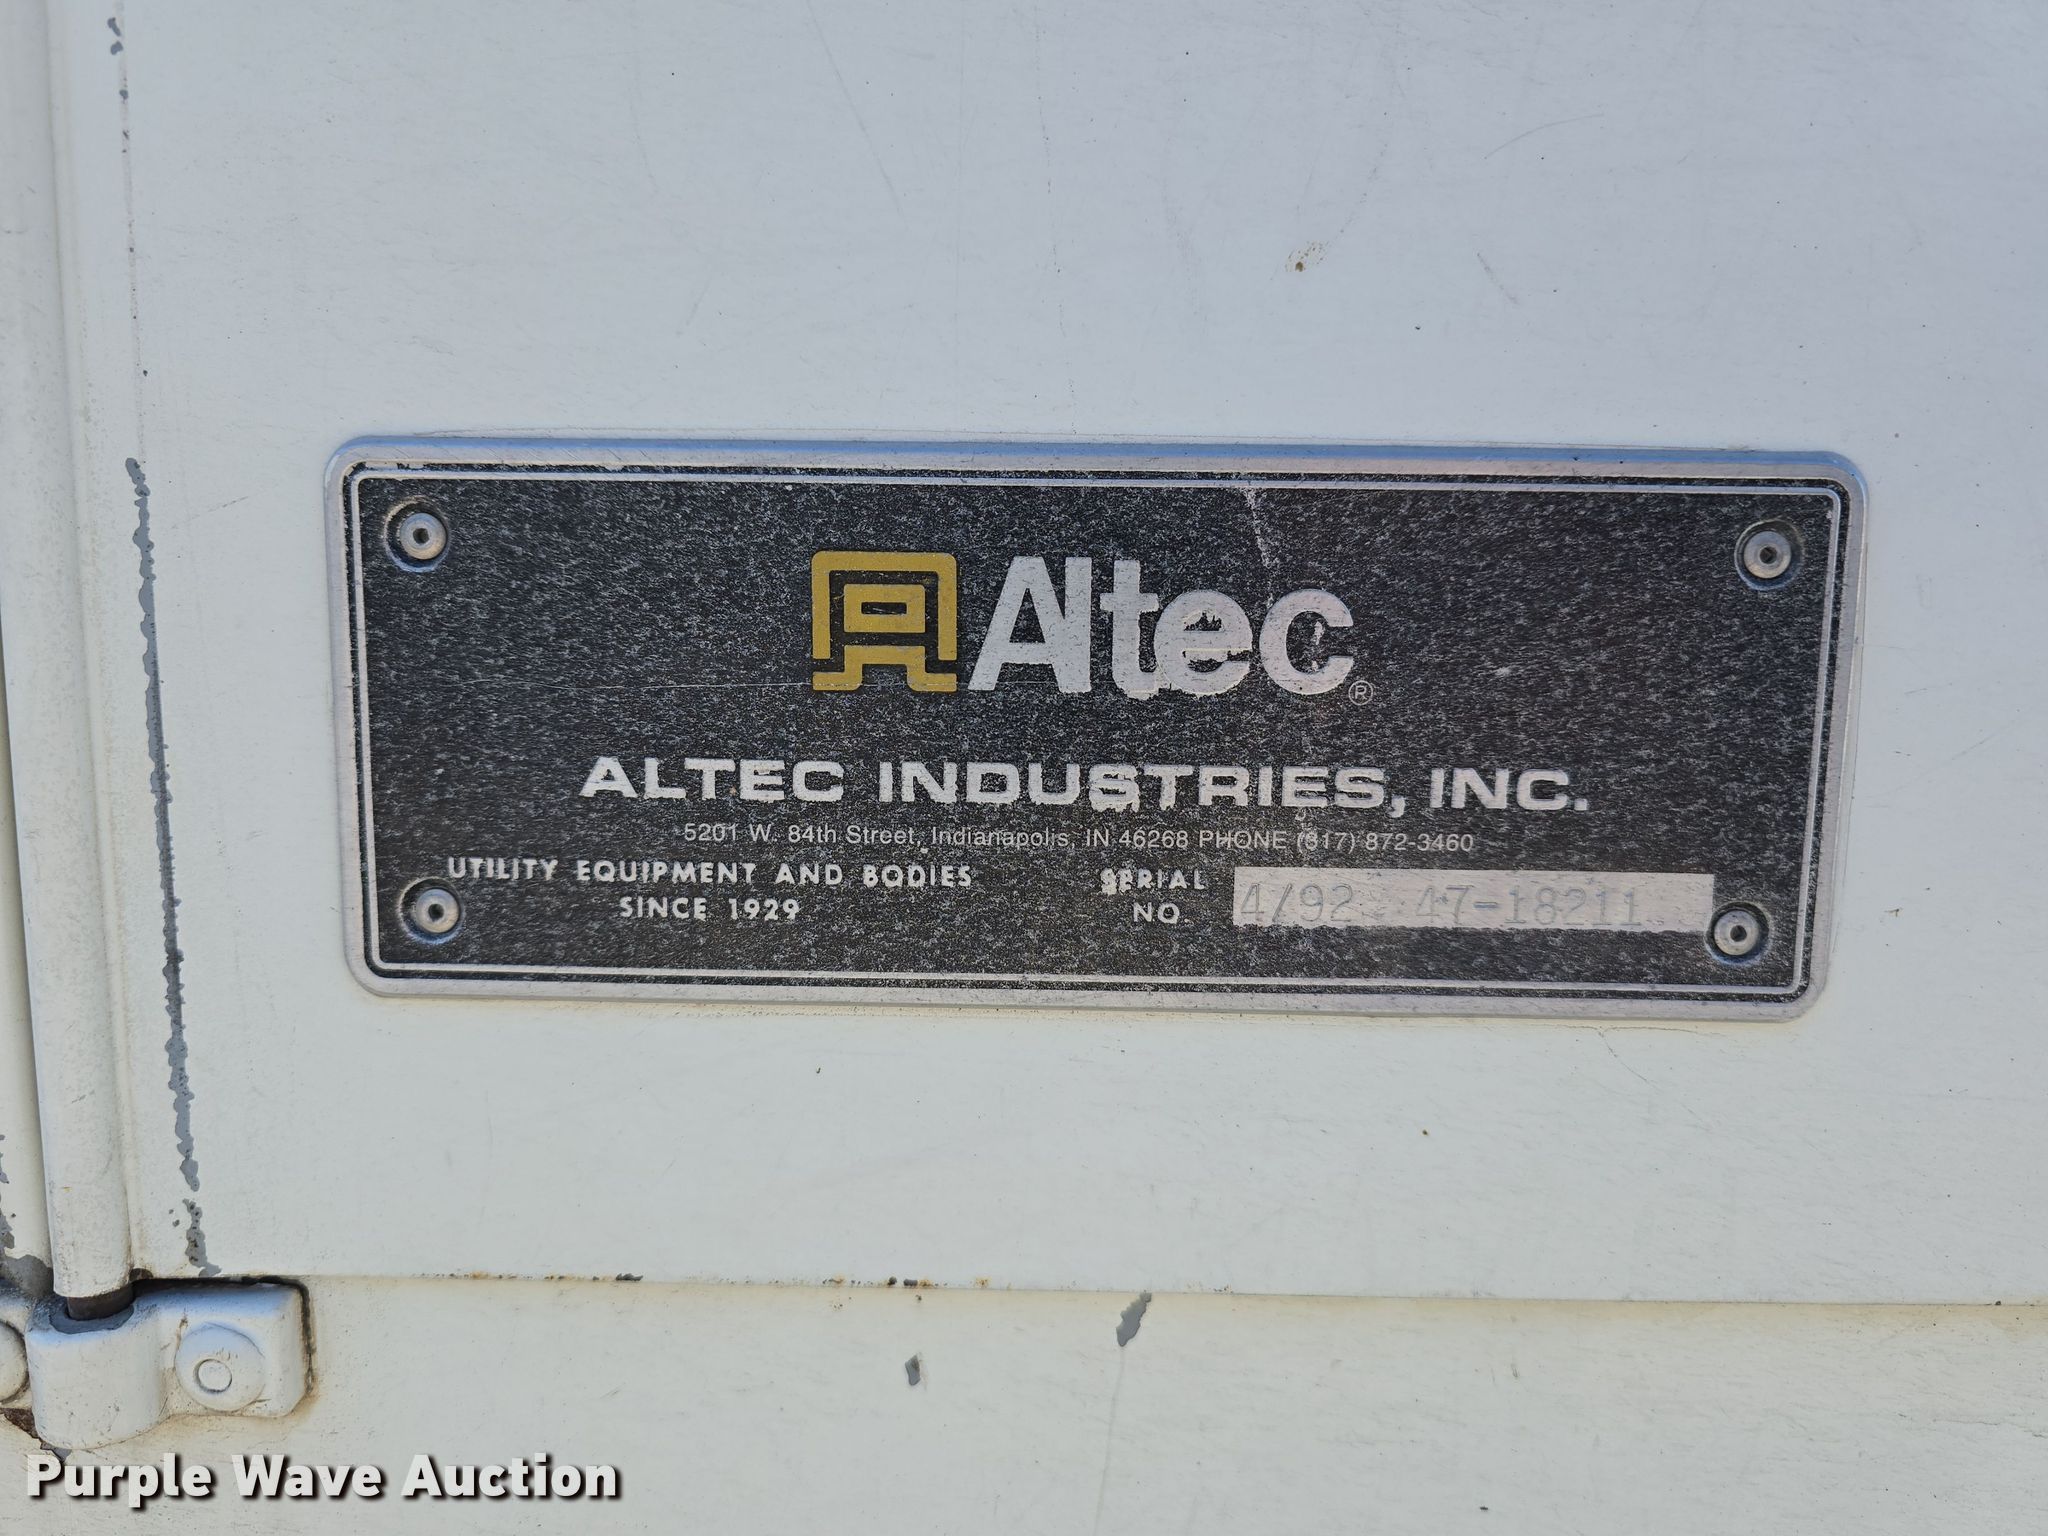 Altec®
ALTEC INDUSTRIES, INC.
5201 W. 84th Street, Indianapolis, IN 46268 PHONE (317) 872-3460
UTILITY EQUIPMENT AND BODIES
SINCE 1929
SERIAL
NO.
4/92 47-18211
Purple Wave Auction